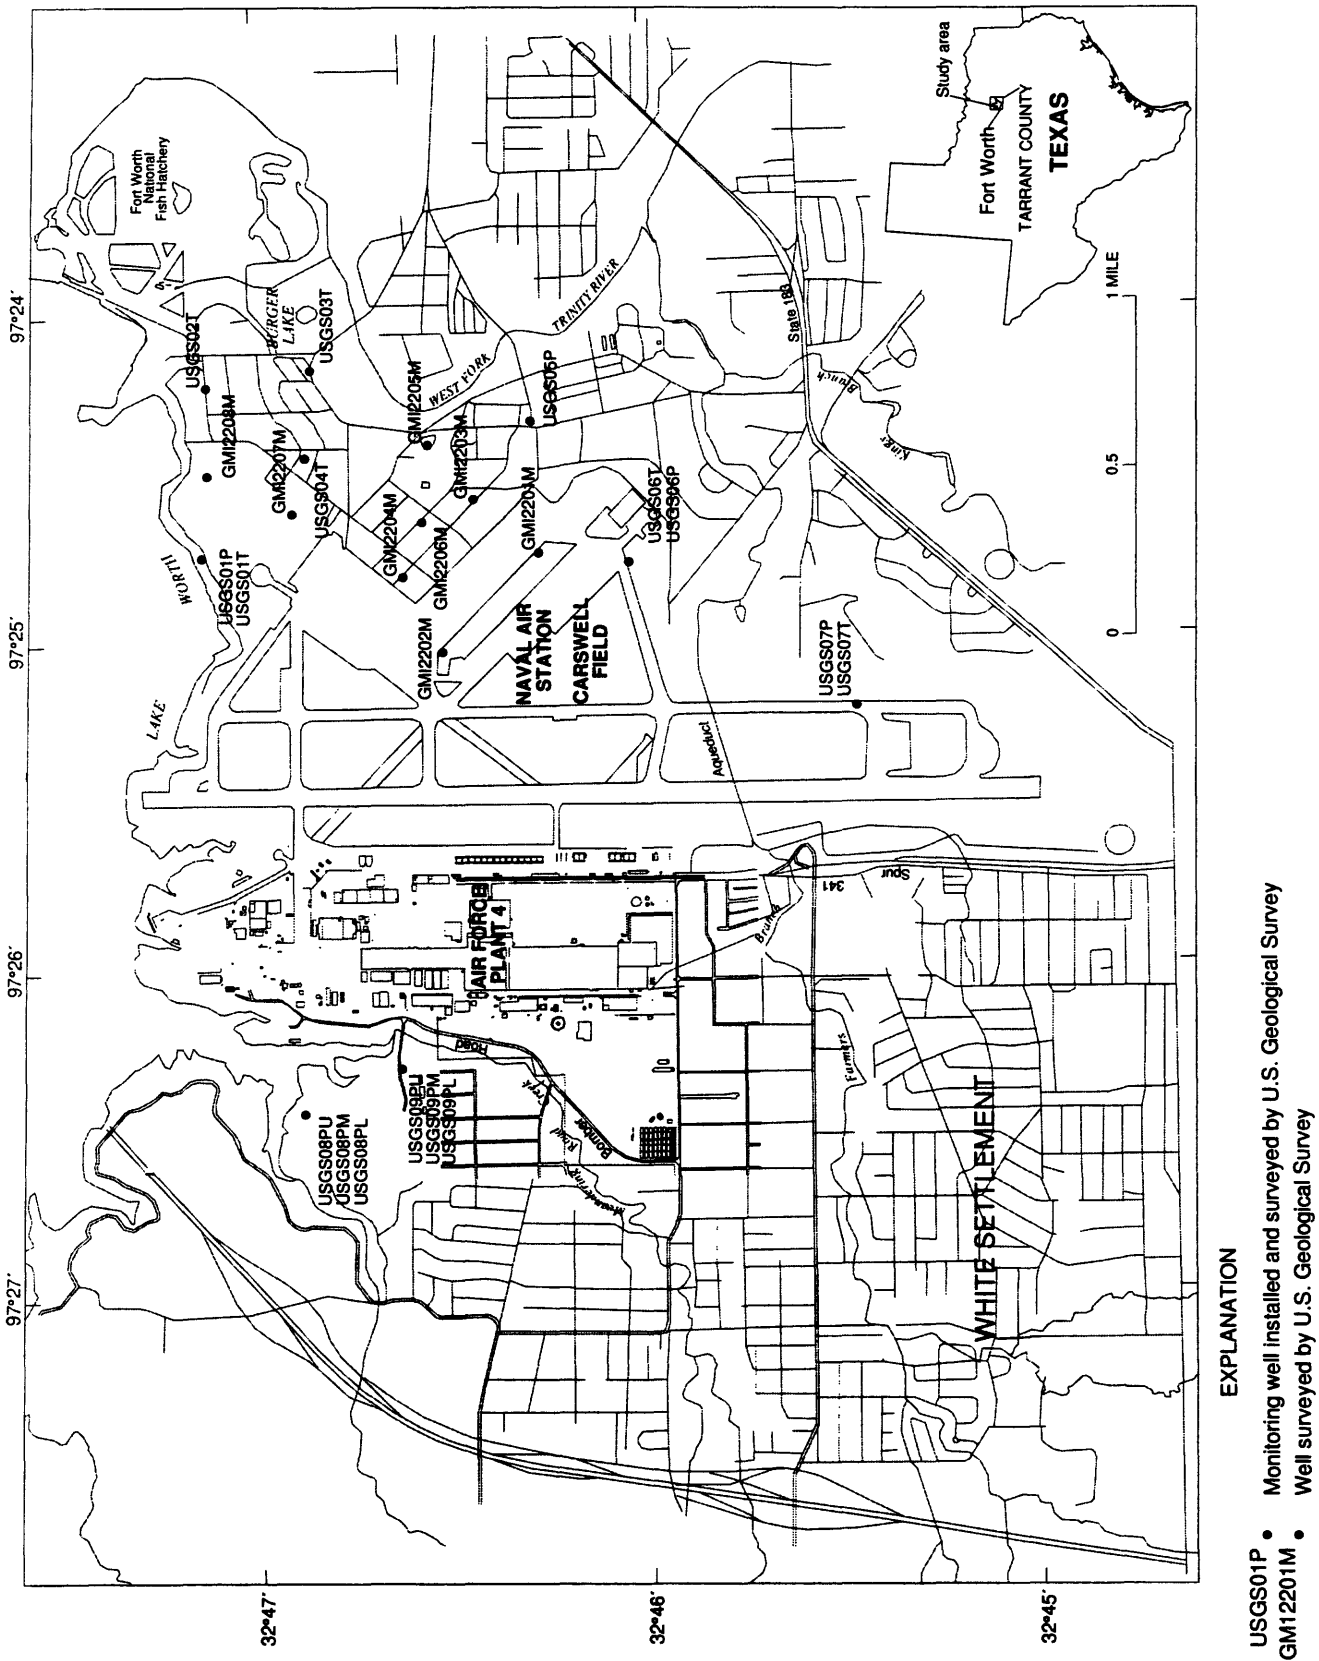 97°27′
97°26′
97°25′
97°24′
32°47′
32°46′
32°45′
Fort Worth
National
Fish Hatchery
LAKE
WORTH
BURGER
LAKE
USGS02T
USGS03T
GMI2208M
GMI2207M
USGS04T
USGS01P
USGS01T
GMI2205M
GMI2203M
GMI2204M
GMI2206M
GMI2201M
GMI2202M
USGS05P
USGS06T
USGS06P
USGS07P
USGS07T
USGS08PU
USGS08PM
USGS08PL
USGS09PU
USGS09PM
USGS09PL
WEST FORK
TRINITY RIVER
NAVAL AIR
STATION
CARSWELL
FIELD
AIR FORCE
PLANT 4
Aqueduct
State 183
Kings
Branch
Farmers
Branch
Spur
341
Bomber
Road
Meandering
Road
Creek
WHITE SETTLEMENT
0
0.5
1 MILE
Study area
Fort Worth
TARRANT COUNTY
TEXAS
EXPLANATION
USGS01P • Monitoring well installed and surveyed by U.S. Geological Survey
GM12201M • Well surveyed by U.S. Geological Survey